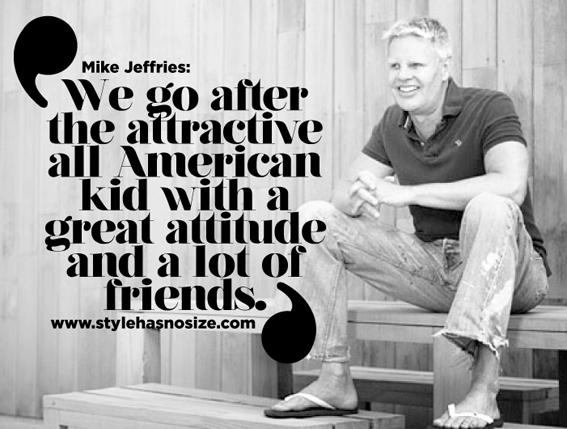 Mike Jeffries:
We go after
the attractive
all American
kid with a
great attitude
and a lot of
friends.
www.stylehasnosize.com